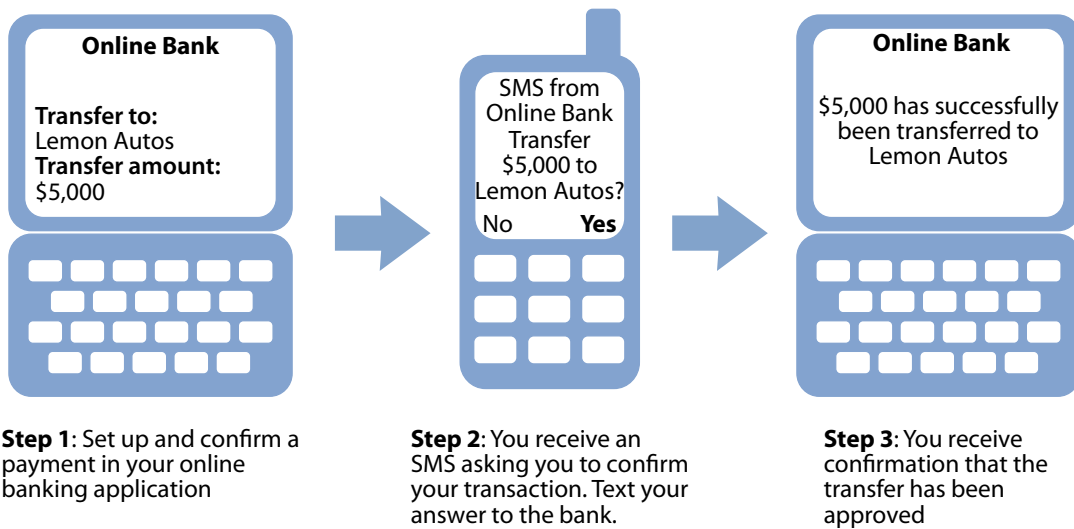 Online Bank
Transfer to:
Lemon Autos
Transfer amount:
$5,000
SMS from
Online Bank
Transfer
$5,000 to
Lemon Autos?
No Yes
Online Bank
$5,000 has successfully
been transferred to
Lemon Autos
Step 1: Set up and confirm a
payment in your online
banking application
Step 2: You receive an
SMS asking you to confirm
your transaction. Text your
answer to the bank.
Step 3: You receive
confirmation that the
transfer has been
approved